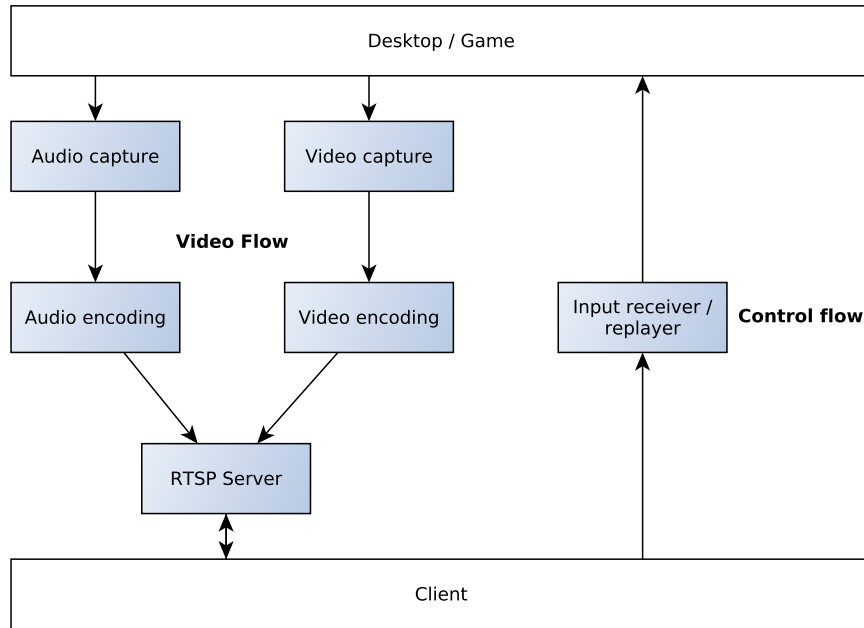 Desktop / Game
Audio capture
Video capture
Video Flow
Audio encoding
Video encoding
Input receiver /
replayer
Control flow
RTSP Server
Client